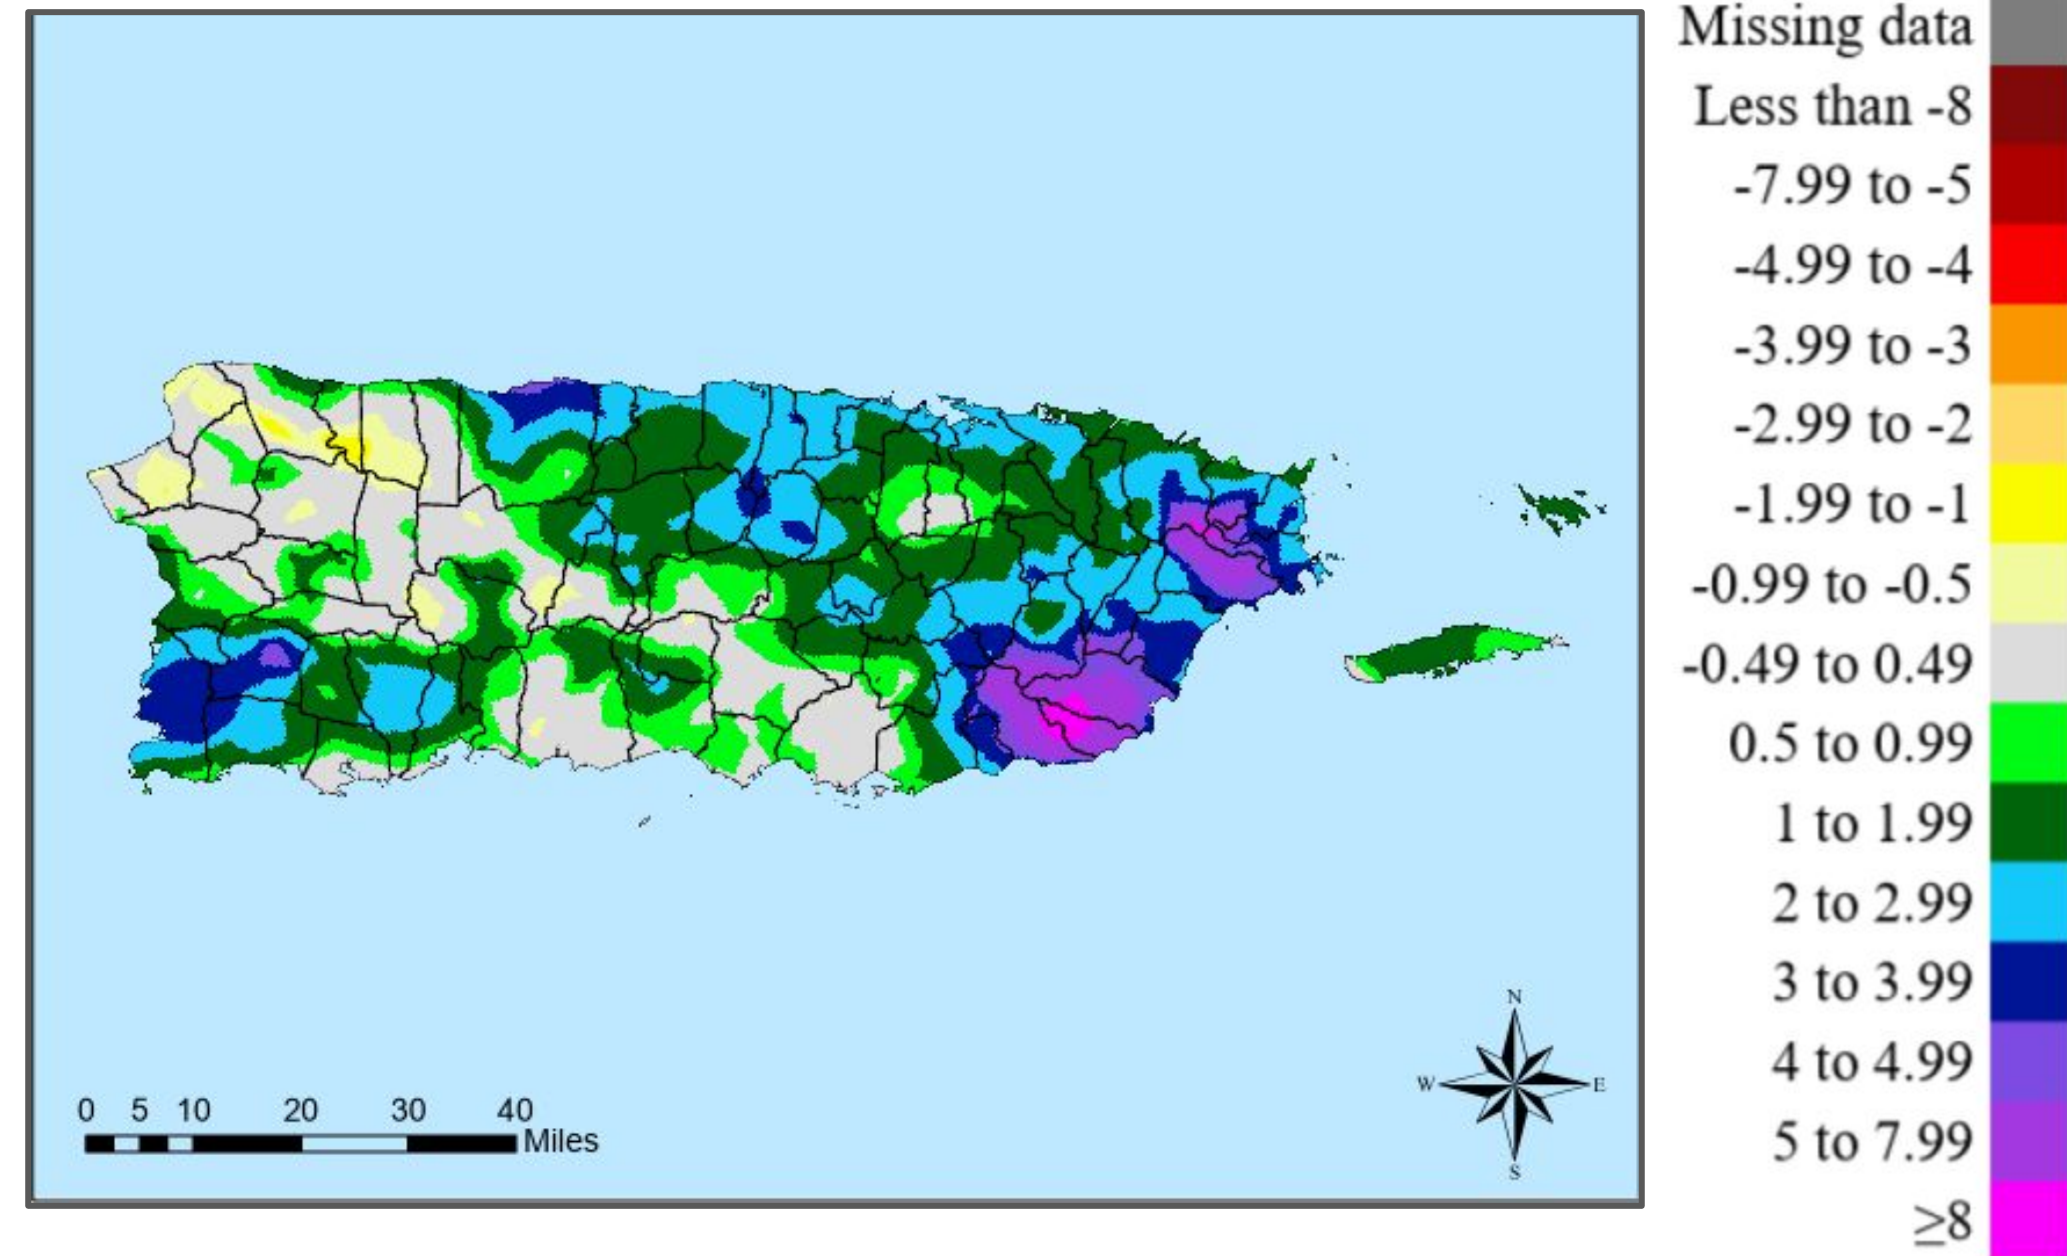 Missing data
Less than -8
-7.99 to -5
-4.99 to -4
-3.99 to -3
-2.99 to -2
-1.99 to -1
-0.99 to -0.5
-0.49 to 0.49
0.5 to 0.99
1 to 1.99
2 to 2.99
3 to 3.99
4 to 4.99
5 to 7.99
≥8
N
W E
S
0 5 10 20 30 40
Miles